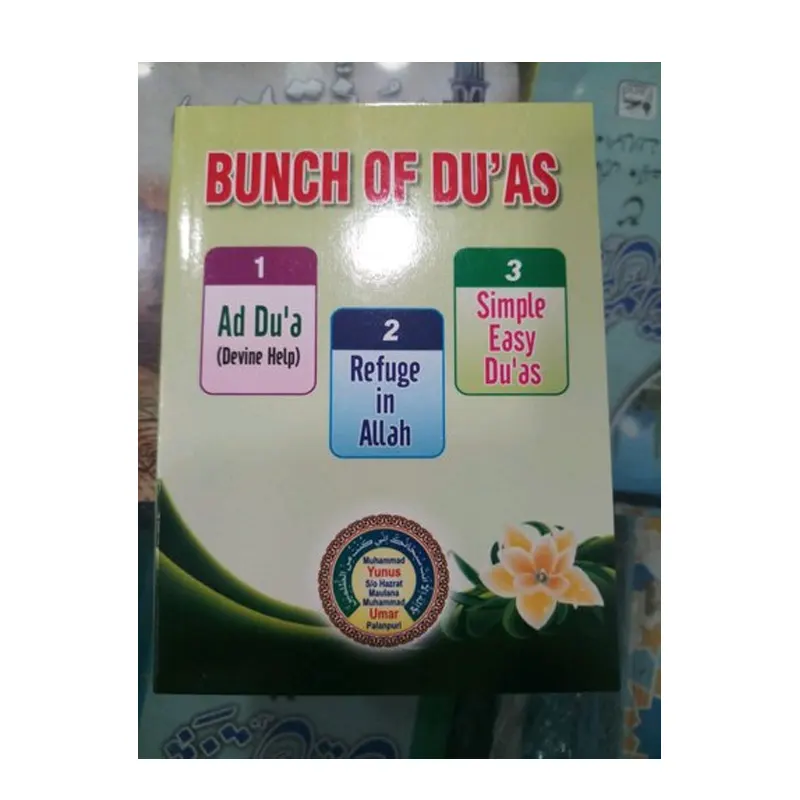 BUNCH OF DU'AS
1
Ad Du'a
(Devine Help)
2
Refuge
in
Allah
3
Simple
Easy
Du'as
Muhammad
Yunus
S/o Hazrat
Maulana
Muhammad
Umar
Palanpuri